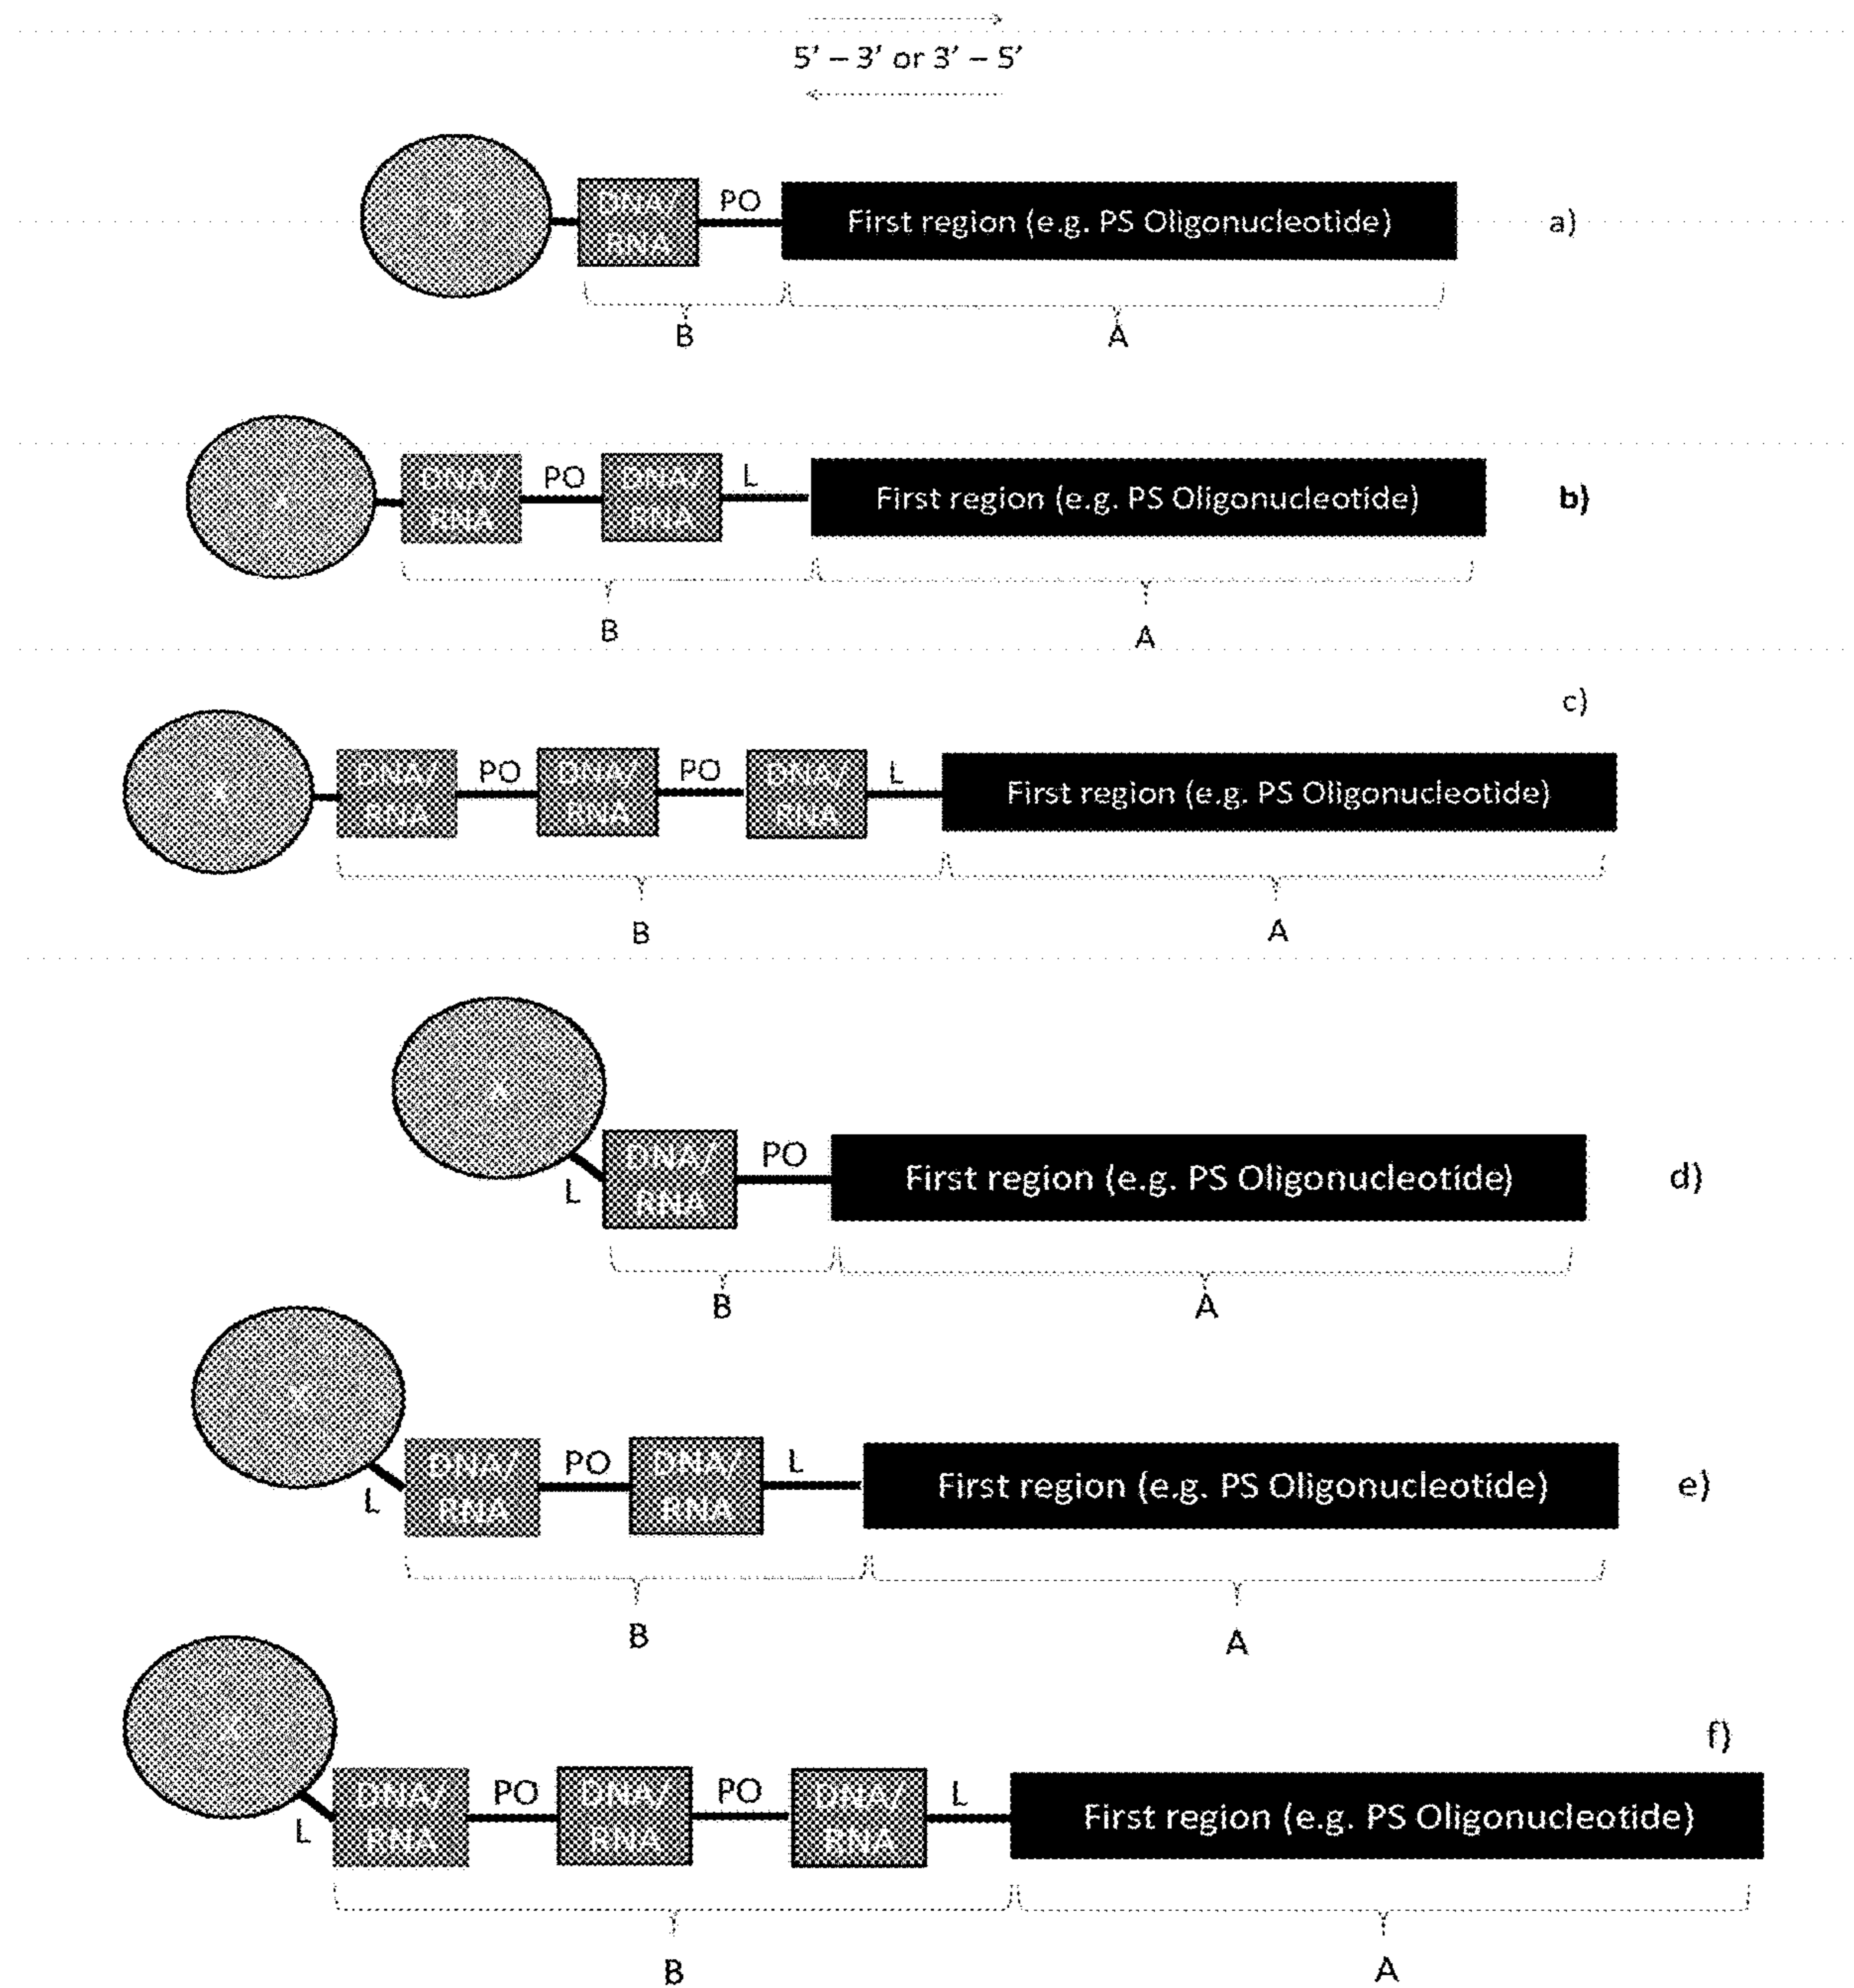 5' – 3' or 3' – 5'
X
DNA/
RNA
PO
First region (e.g. PS Oligonucleotide)
a)
B
A
X
DNA/
RNA
PO
DNA/
RNA
L
First region (e.g. PS Oligonucleotide)
b)
B
A
c)
X
DNA/
RNA
PO
DNA/
RNA
PO
DNA/
RNA
L
First region (e.g. PS Oligonucleotide)
B
A
X
L
DNA/
RNA
PO
First region (e.g. PS Oligonucleotide)
d)
B
A
X
L
DNA/
RNA
PO
DNA/
RNA
L
First region (e.g. PS Oligonucleotide)
e)
B
A
f)
X
L
DNA/
RNA
PO
DNA/
RNA
PO
DNA/
RNA
L
First region (e.g. PS Oligonucleotide)
B
A